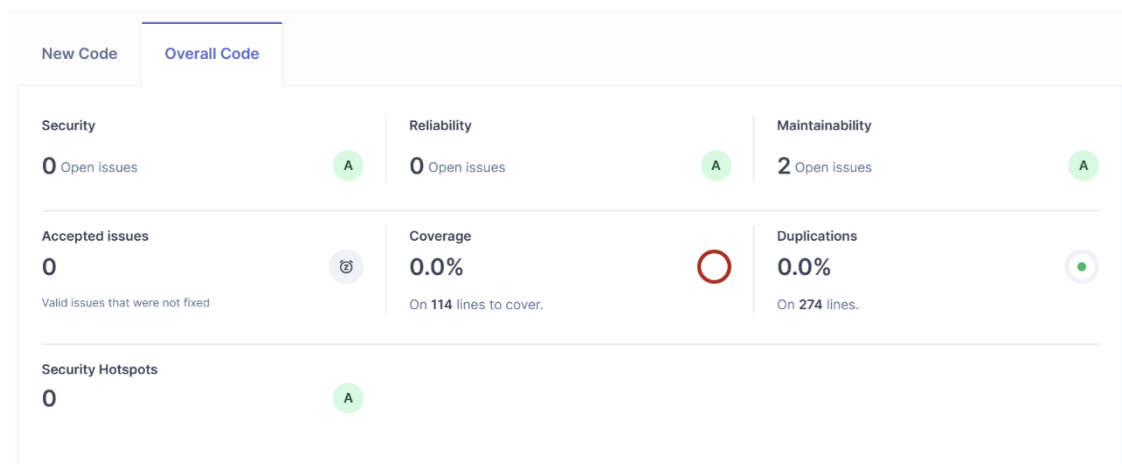 New Code
Overall Code
Security
0 Open issues
A
Reliability
0 Open issues
A
Maintainability
2 Open issues
A
Accepted issues
0
Valid issues that were not fixed
Coverage
0.0%
On 114 lines to cover.
Duplications
0.0%
On 274 lines.
Security Hotspots
0
A